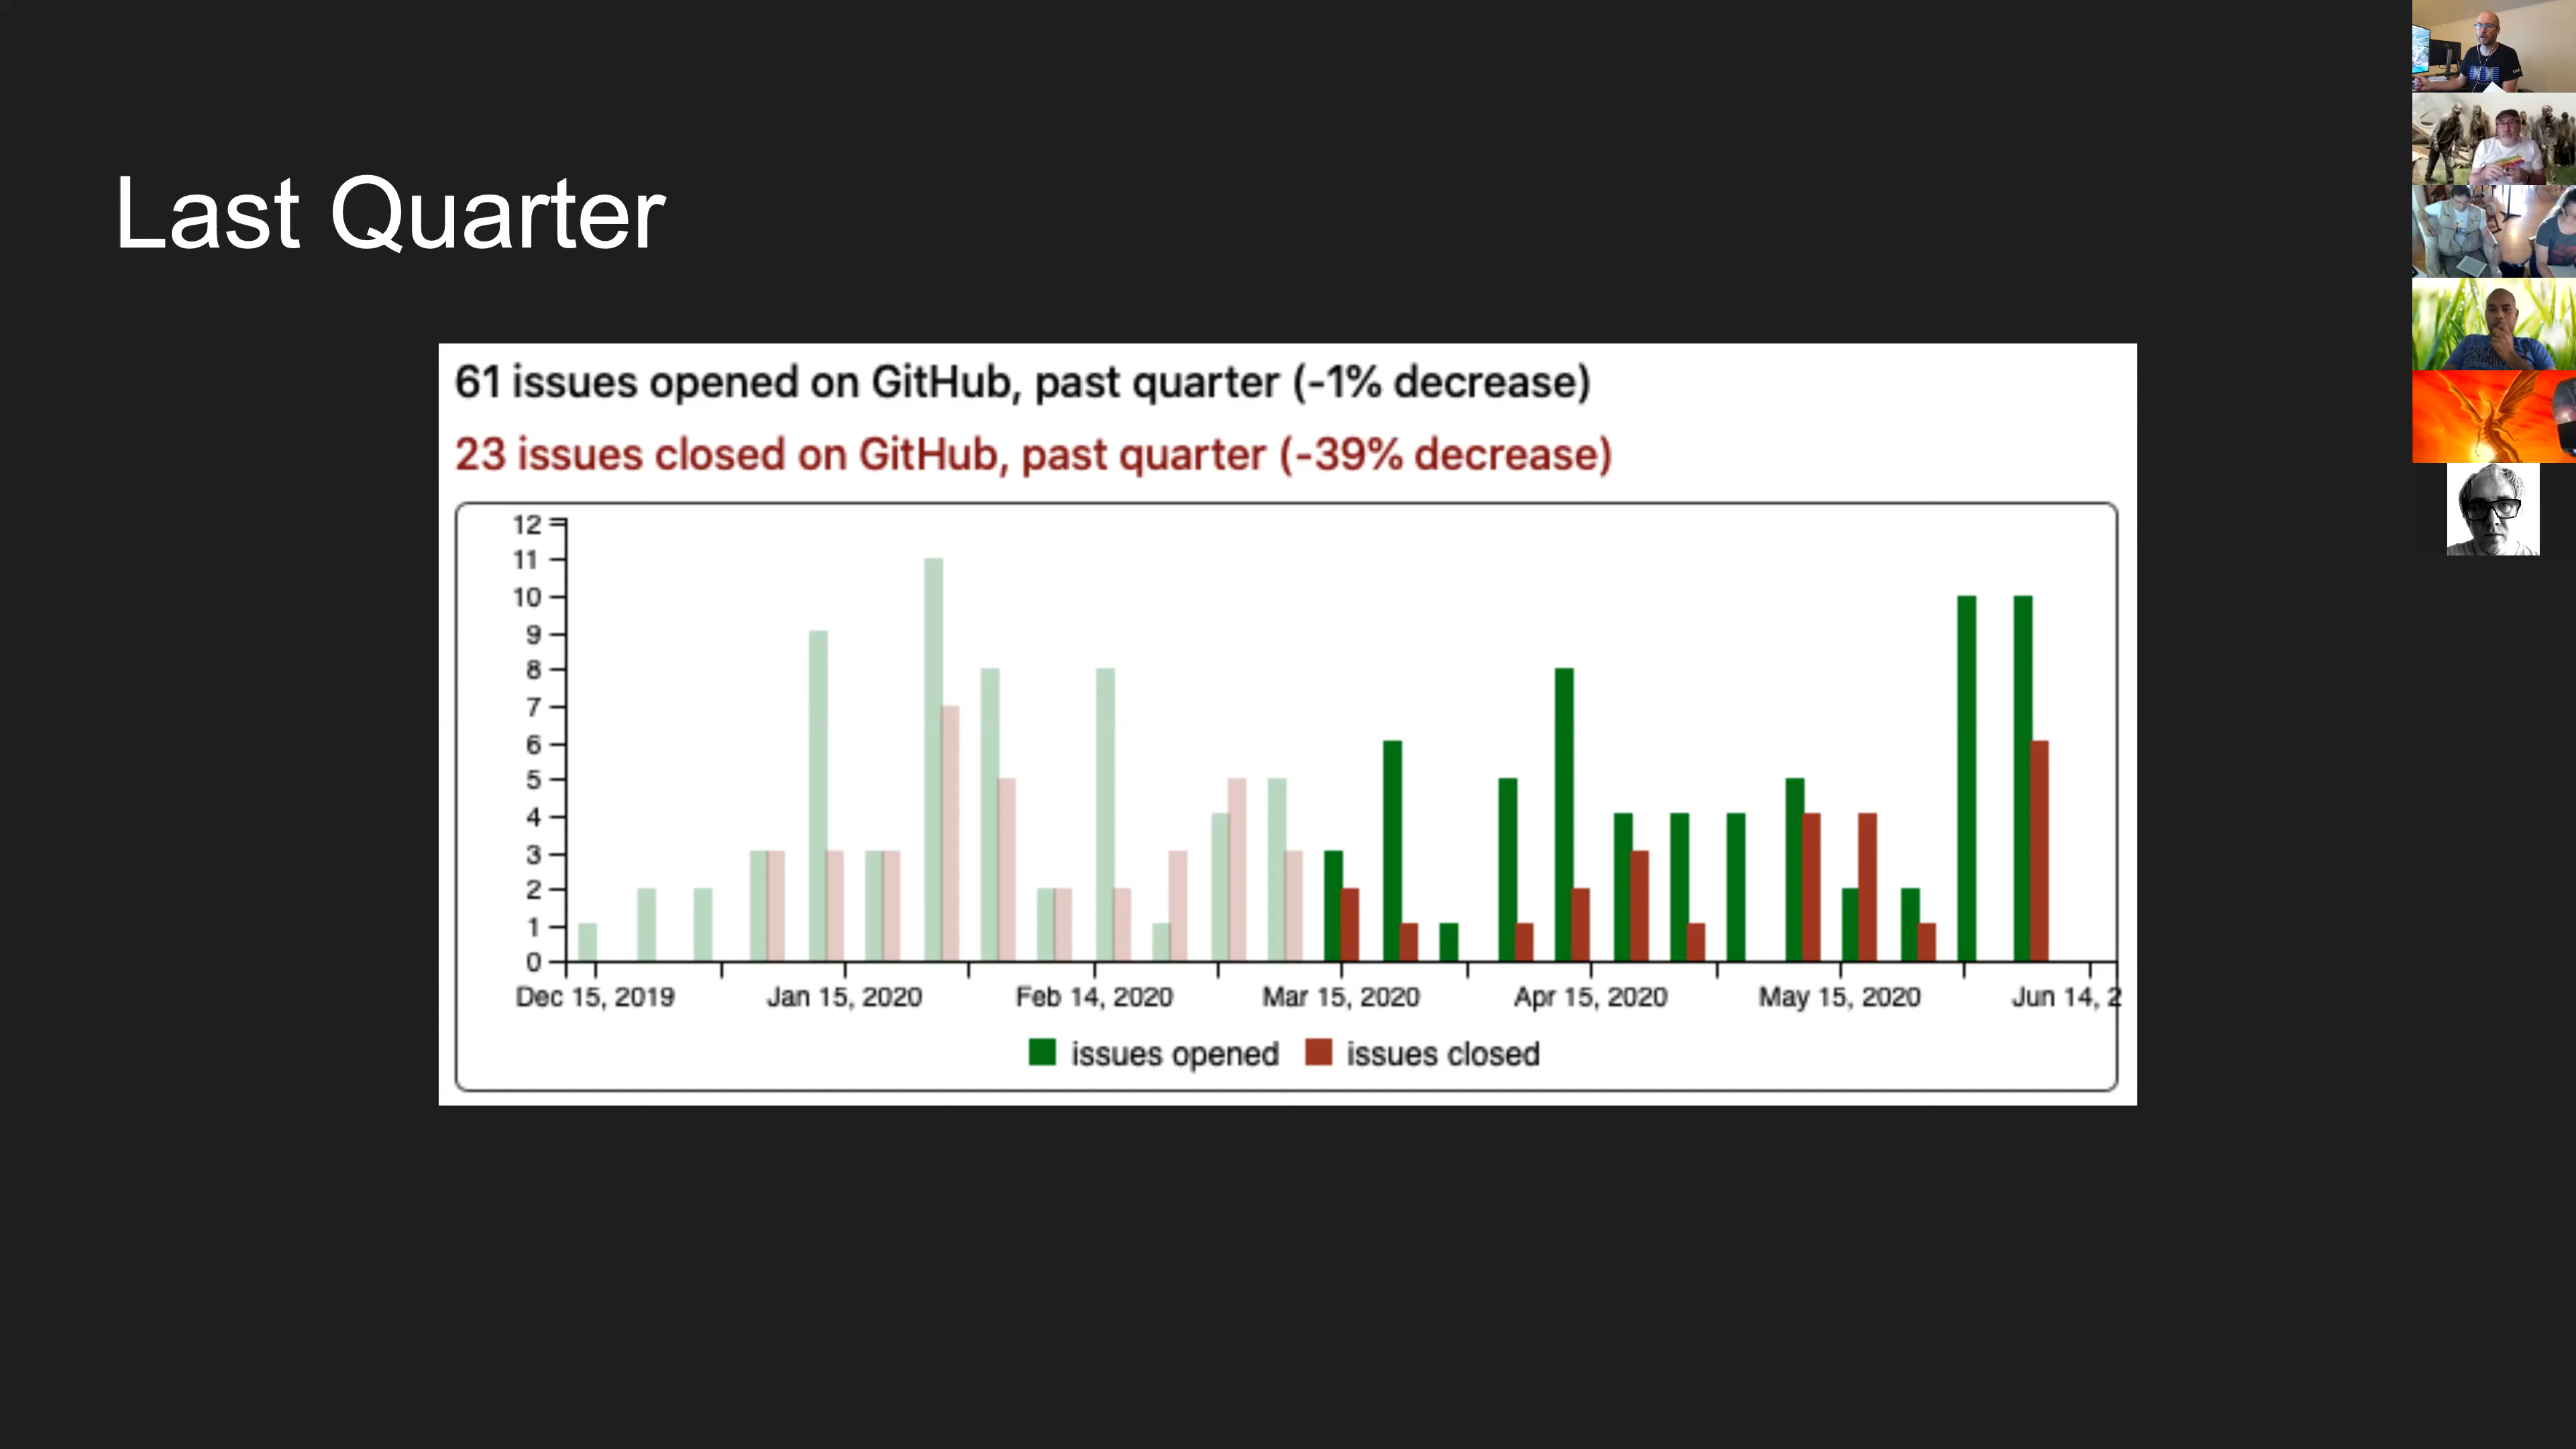 Last Quarter
61 issues opened on GitHub, past quarter (-1% decrease)
23 issues closed on GitHub, past quarter (-39% decrease)
12
11
10
9
8
7
6
5
4
3
2
1
0
Dec 15, 2019 Jan 15, 2020 Feb 14, 2020 Mar 15, 2020 Apr 15, 2020 May 15, 2020 Jun 14, 2
issues opened issues closed